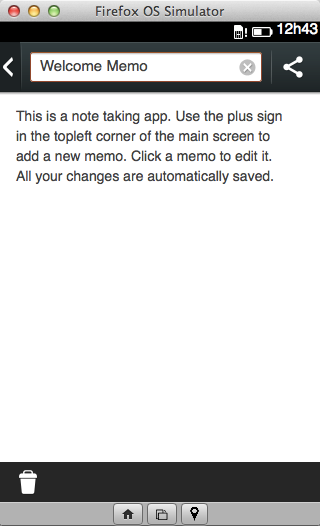 Firefox OS Simulator
12h43
Welcome Memo
This is a note taking app. Use the plus sign
in the topleft corner of the main screen to
add a new memo. Click a memo to edit it.
All your changes are automatically saved.